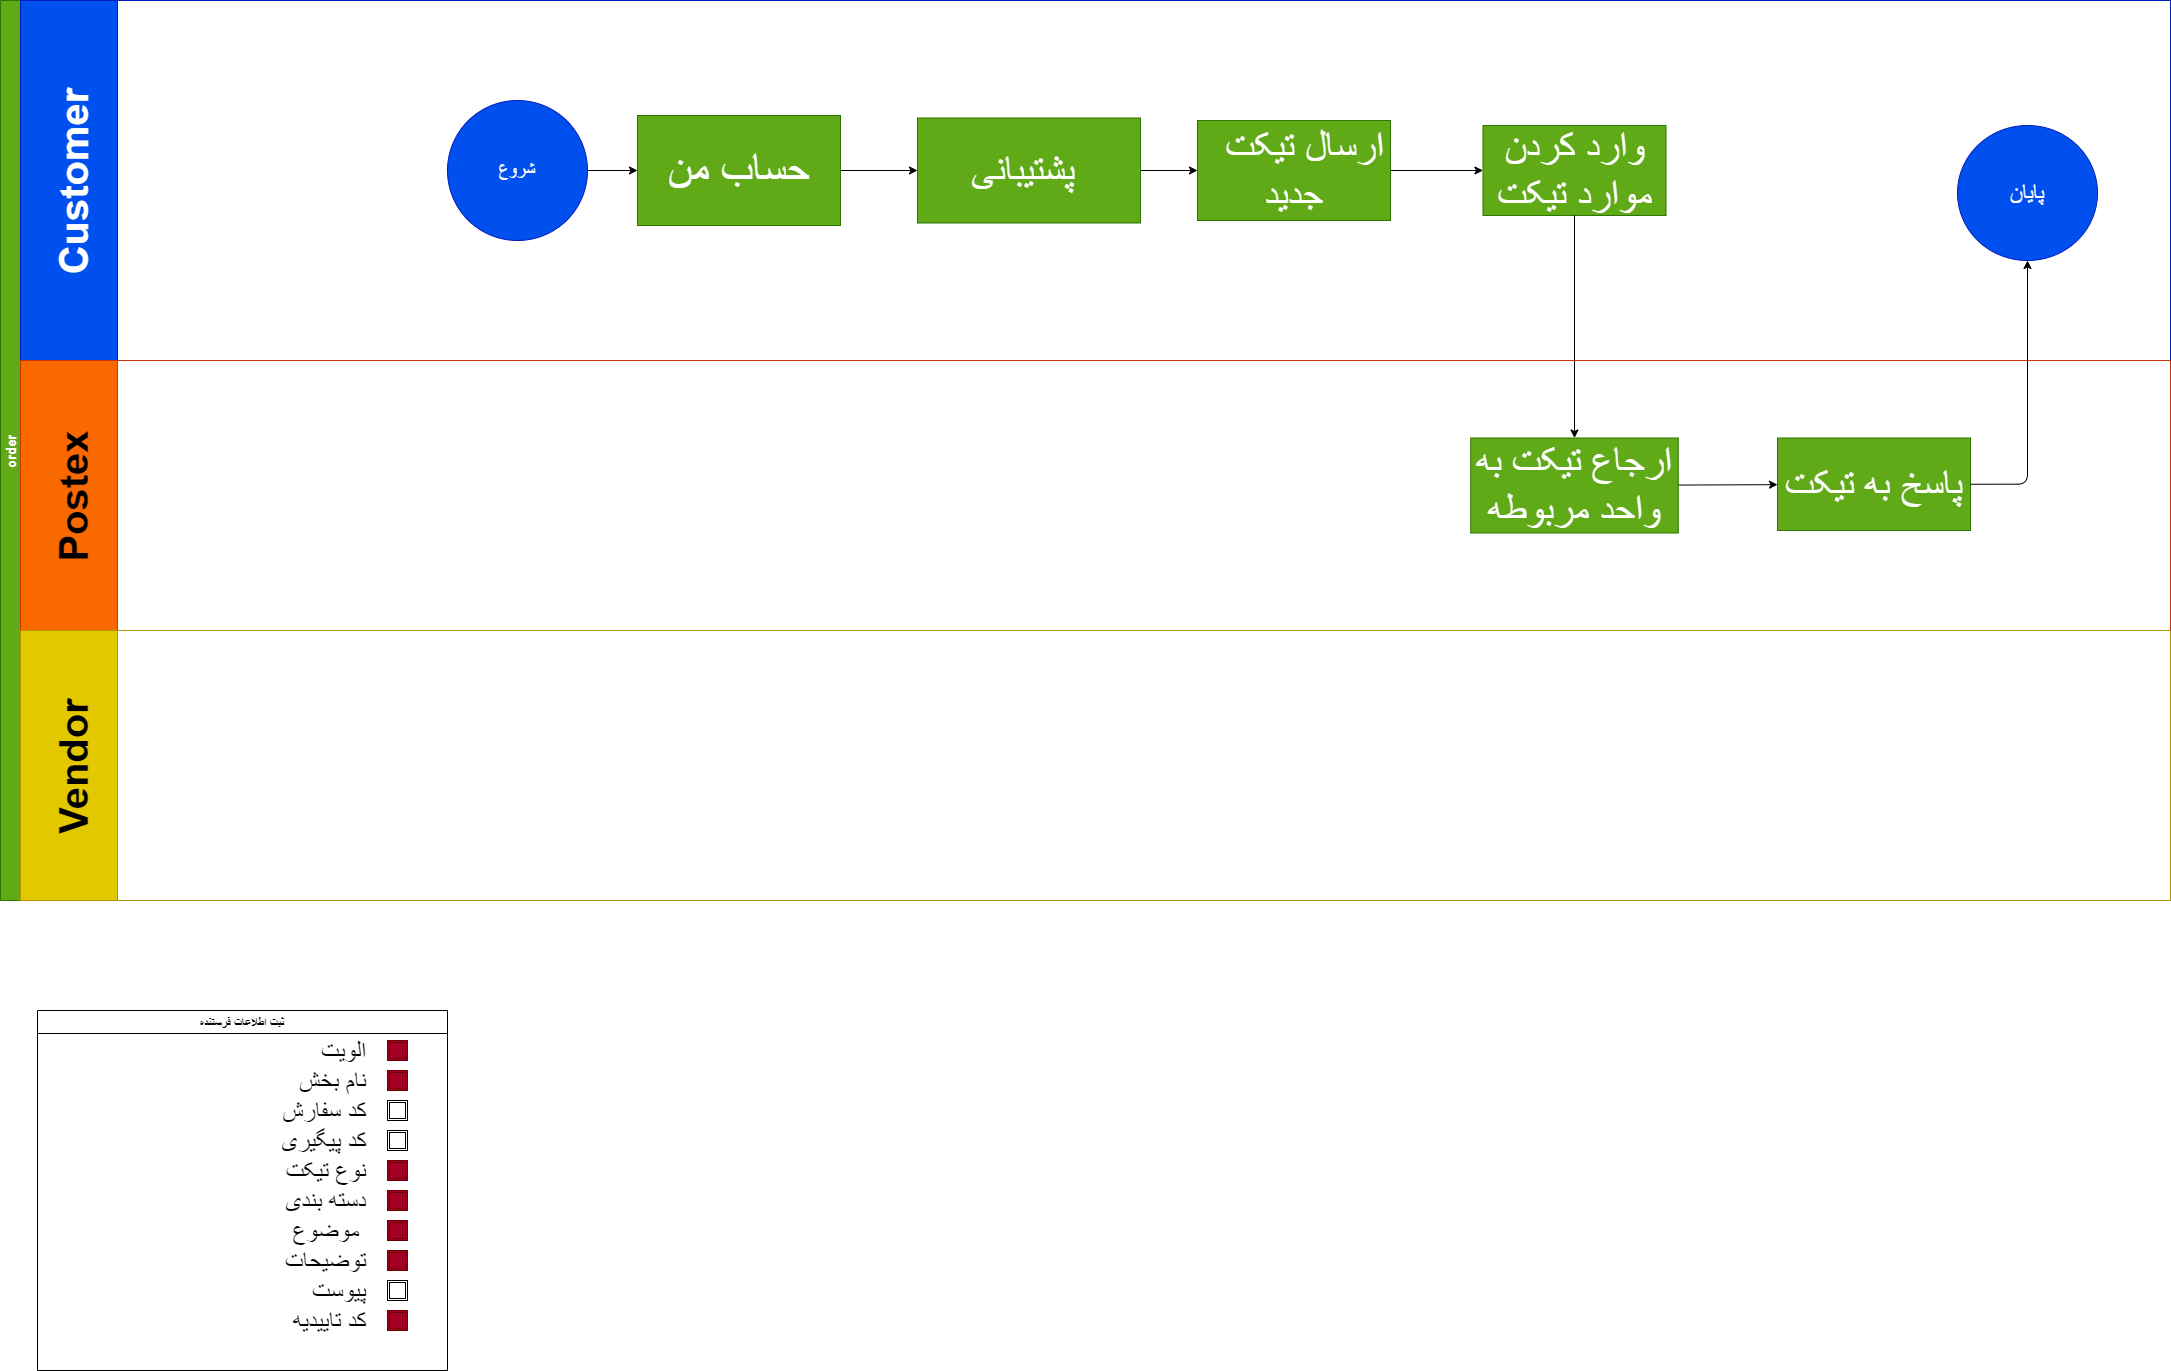 order
Customer
شروع
حساب من
پشتیبانی
ارسال تیکت
جدید
وارد کردن
موارد تیکت
پایان
Postex
ارجاع تیکت به
واحد مربوطه
پاسخ به تیکت
Vendor
ثبت اطلاعات فرستنده
الویت
نام بخش
کد سفارش
کد پیگیری
نوع تیکت
دسته بندی
موضوع
توضیحات
پیوست
کد تاییدیه